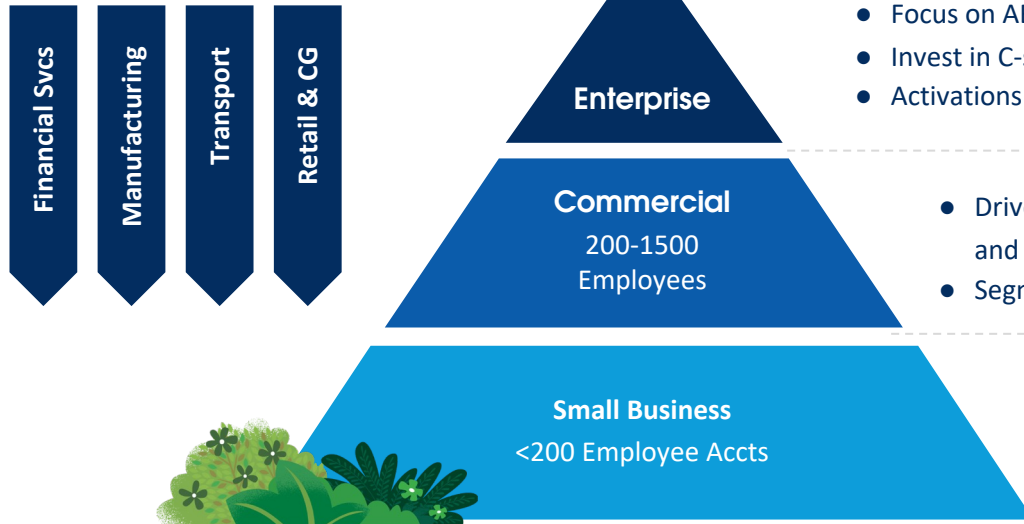 Financial Svcs
Manufacturing
Transport
Retail & CG
Enterprise
Commercial
200-1500
Employees
Small Business
<200 Employee Accts
● Focus on
● Invest in
● Activations
●
and
●